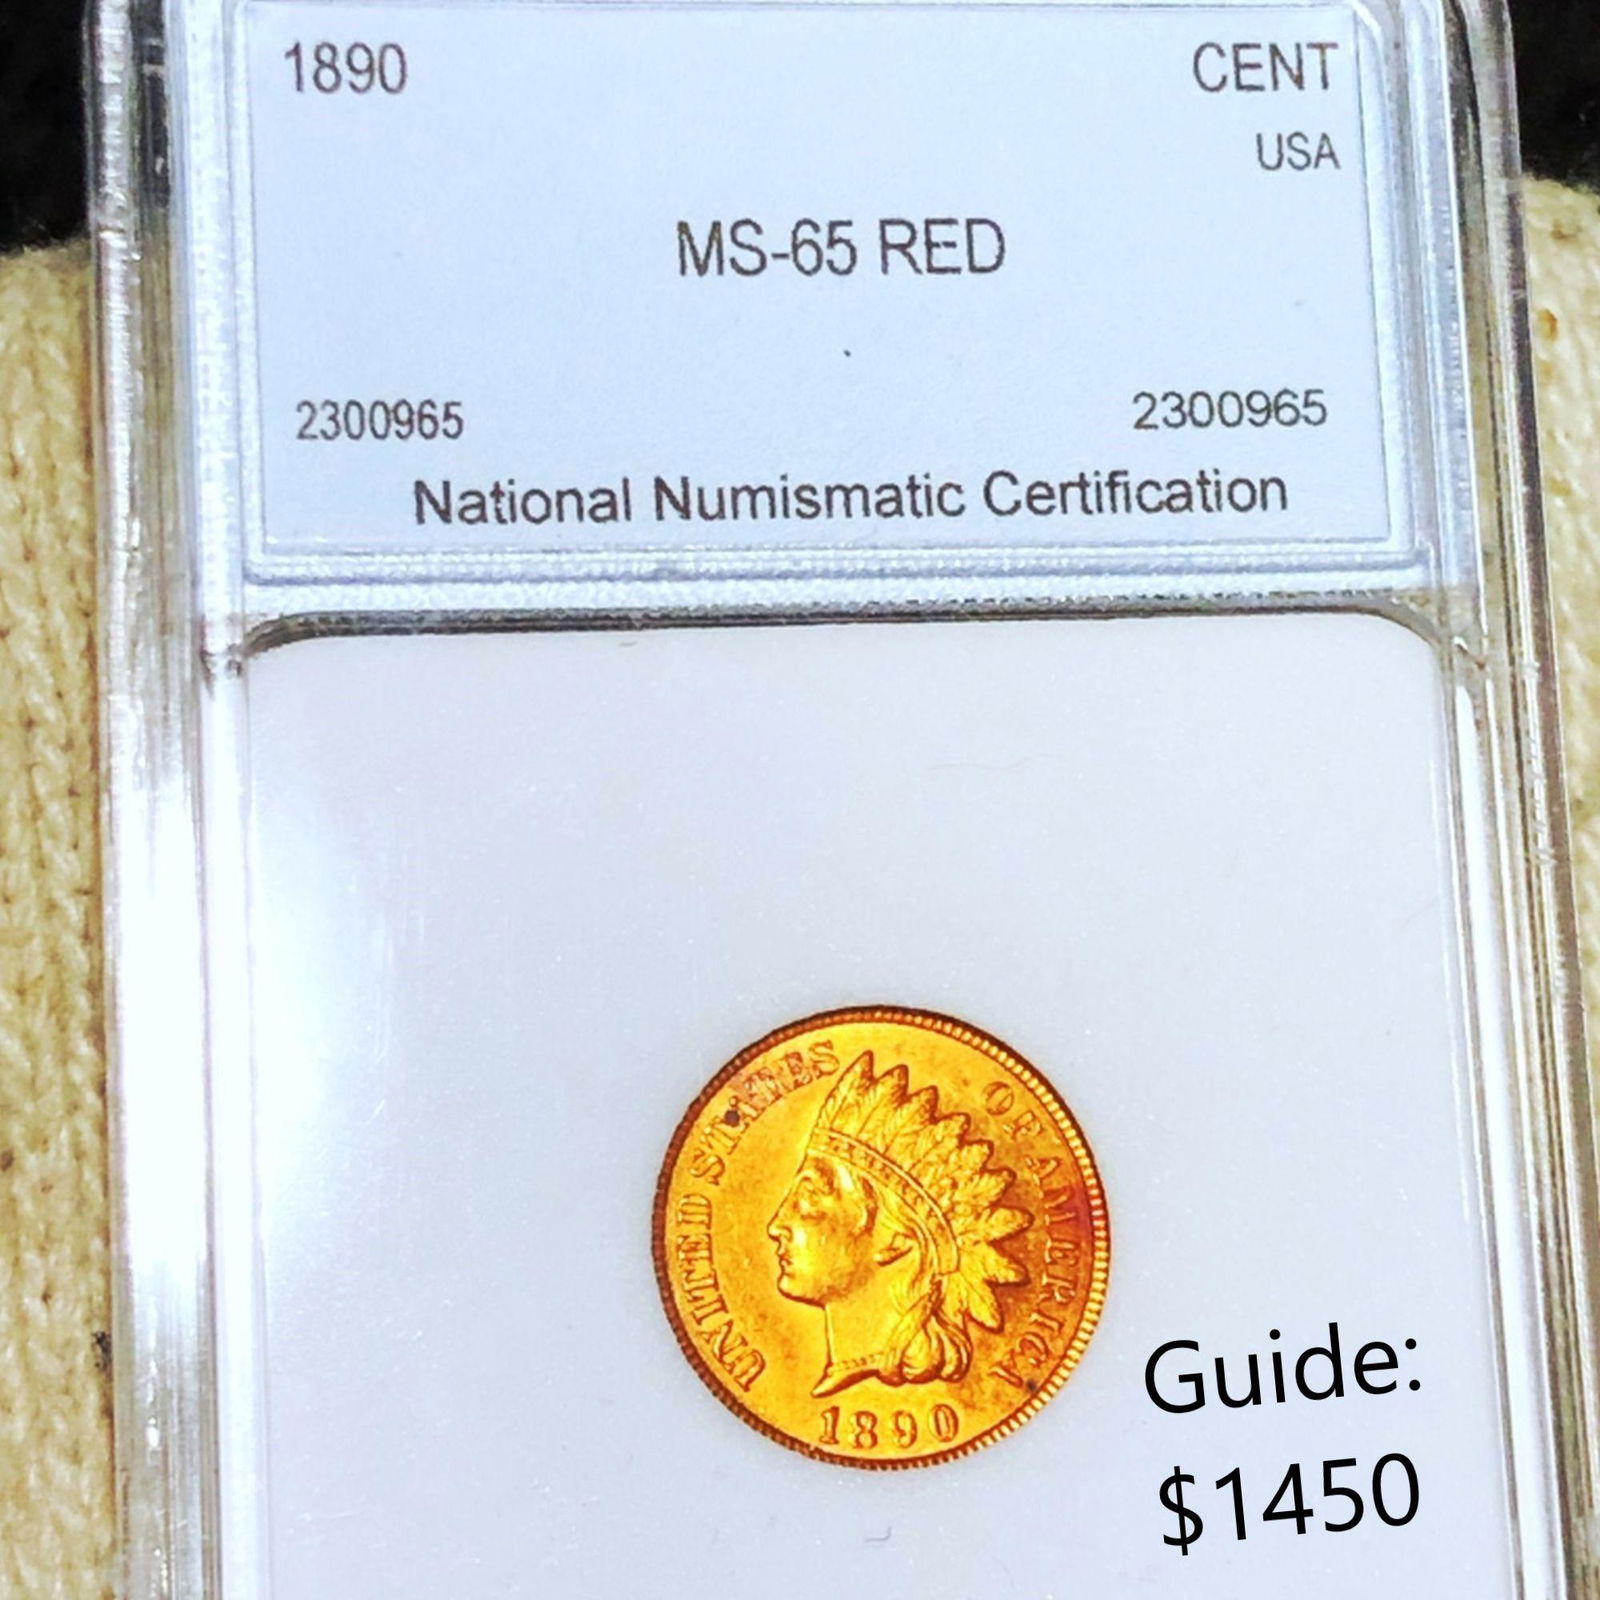 1890 CENT
USA
MS-65 RED
2300965 2300965
National Numismatic Certification
UNITED STATES OF AMERICA
1890
Guide:
$1450